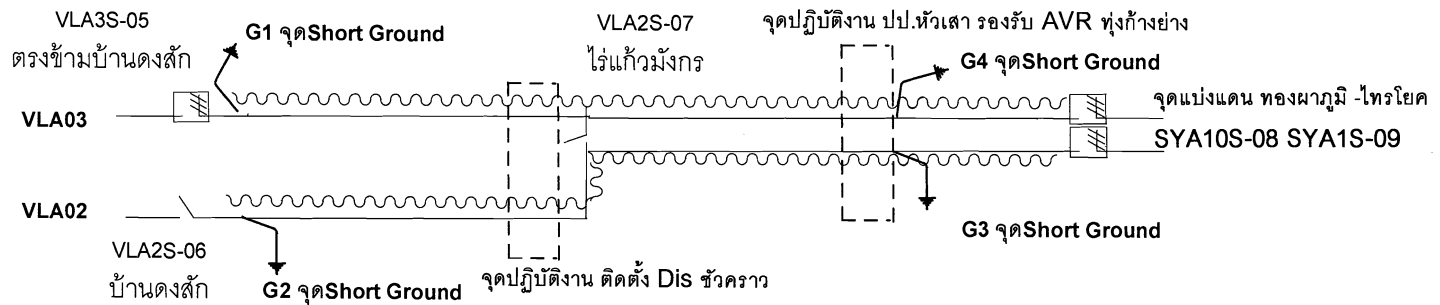 VLA3S-05
ตรงข้ามบ้านดงสัก
G1 จุดShort Ground
VLA2S-07
ไร่แก้วมังกร
จุดปฏิบัติงาน ปป.หัวเสา รองรับ AVR ทุ่งก้างย่าง
G4 จุดShort Ground
VLA03
จุดแบ่งแดน ทองผาภูมิ -ไทรโยค
SYA10S-08 SYA1S-09
VLA02
G3 จุดShort Ground
VLA2S-06
บ้านดงสัก
G2 จุดShort Ground
จุดปฏิบัติงาน ติดตั้ง Dis ชัวคราว